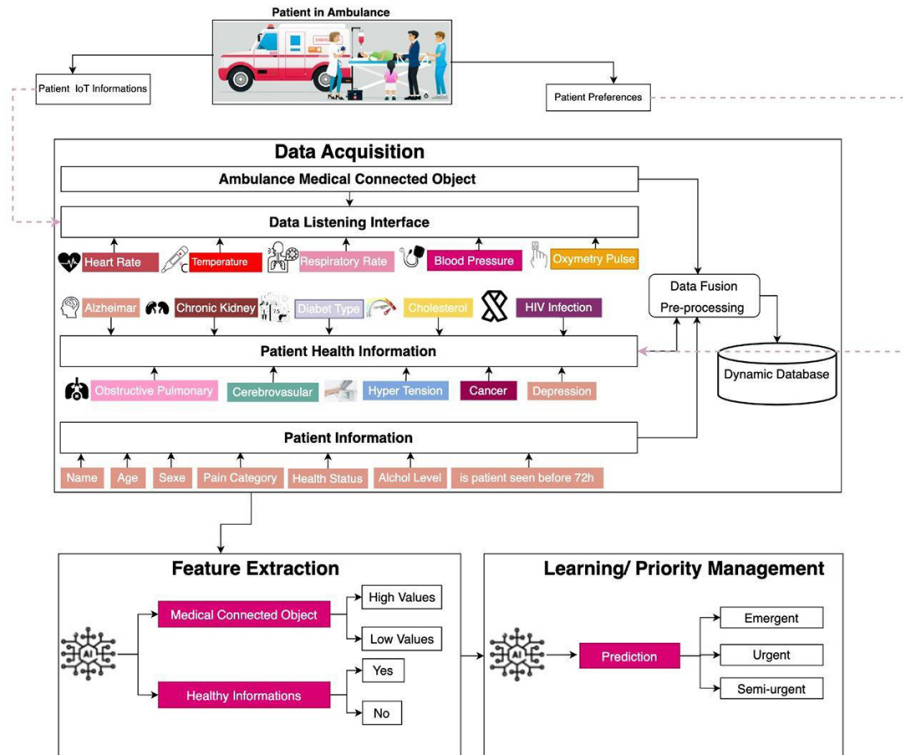 Patient in Ambulance
Patient IoT Informations
Patient Preferences
Data Acquisition
Ambulance Medical Connected Object
Data Listening Interface
Heart Rate
Temperature
Respiratory Rate
Blood Pressure
Oxymetry Pulse
Data Fusion
Pre-processing
Alzheimar
Chronic Kidney
Diabet Type
Cholesterol
HIV Infection
Patient Health Information
Dynamic Database
Obstructive Pulmonary
Cerebrovasular
Hyper Tension
Cancer
Depression
Patient Information
Name
Age
Sexe
Pain Category
Health Status
Alchol Level
is patient seen before 72h
Feature Extraction
AI
Medical Connected Object
High Values
Low Values
Healthy Informations
Yes
No
Learning/ Priority Management
AI
Prediction
Emergent
Urgent
Semi-urgent